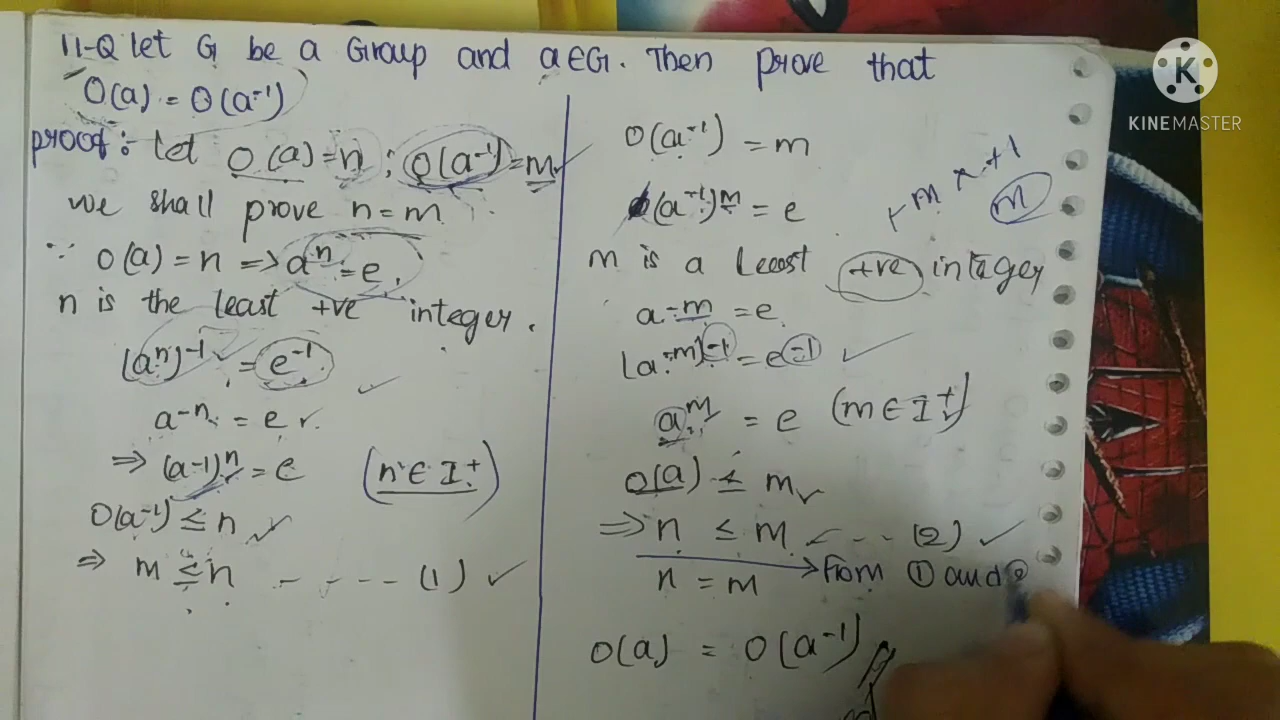 11-Q let G be a Group and a∈G. Then prove that
O(a) = O(a⁻¹)
proof:- let O(a)=n ; O(a⁻¹)=m
we shall prove n=m
∵ O(a) = n => aⁿ = e.
n is the least +ve integer.
(aⁿ)⁻¹ = e⁻¹
a⁻ⁿ = e
⇒ (a⁻¹)ⁿ = e (n ∈ I⁺)
O(a⁻¹) ≤ n
⇒ m ≤ n - - - - - (1)
O(a⁻¹) = m
(a⁻¹)ᵐ = e
m
m is a least +ve integer
a⁻ᵐ = e
(a⁻ᵐ)⁻¹ = e⁻¹
aᵐ = e (m ∈ I⁺)
O(a) ≤ m
⇒ n ≤ m - - - (2)
n = m from ① and ②
O(a) = O(a⁻¹)
K
KINEMASTER